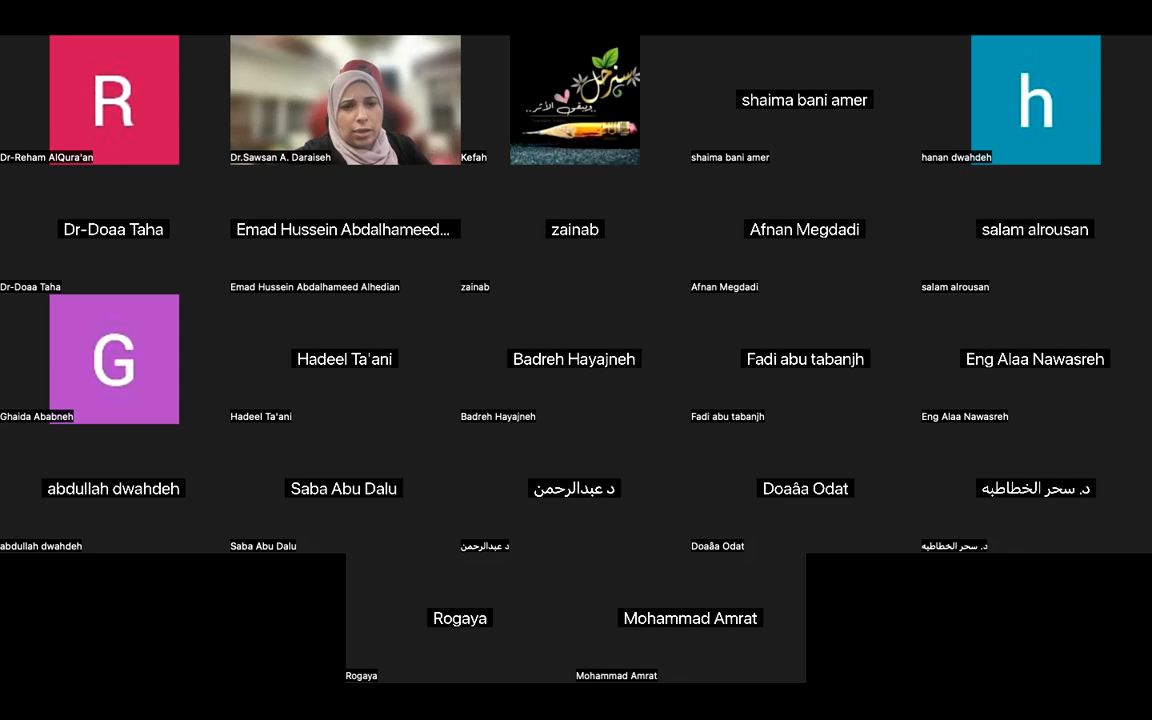 R
Dr-Reham AlQura'an
Dr.Sawsan A. Daraiseh
سنرحل
ويبقى الأثر..
Kefah
shaima bani amer
shaima bani amer
h
hanan dwahdeh
Dr-Doaa Taha
Emad Hussein Abdalhameed...
zainab
Afnan Megdadi
salam alrousan
Dr-Doaa Taha
Emad Hussein Abdalhameed Alhedian
zainab
Afnan Megdadi
salam alrousan
G
Ghaida Ababneh
Hadeel Ta'ani
Badreh Hayajneh
Fadi abu tabanjh
Eng Alaa Nawasreh
Hadeel Ta'ani
Badreh Hayajneh
Fadi abu tabanjh
Eng Alaa Nawasreh
abdullah dwahdeh
Saba Abu Dalu
د عبدالرحمن
Doaâa Odat
د. سحر الخطاطبه
abdullah dwahdeh
Saba Abu Dalu
د عبدالرحمن
Doaâa Odat
د. سحر الخطاطبه
Rogaya
Mohammad Amrat
Rogaya
Mohammad Amrat